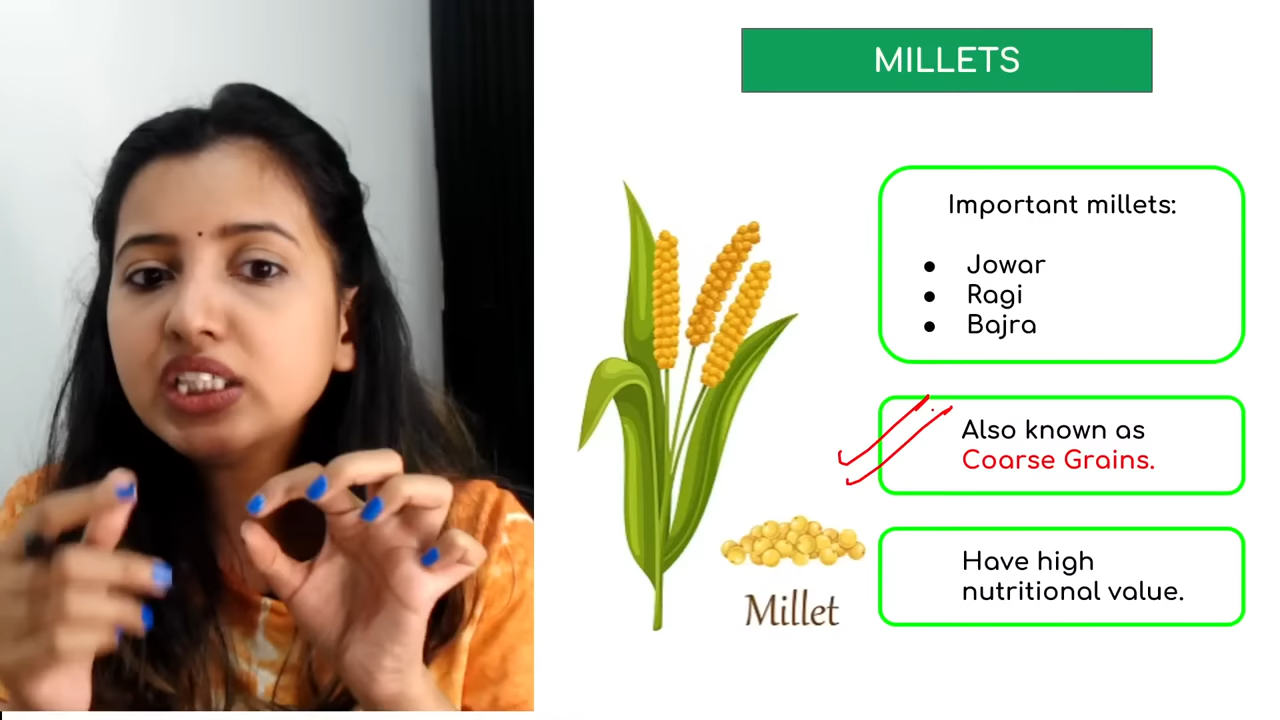 MILLETS
Important millets:
● Jowar
● Ragi
● Bajra
Also known as
Coarse Grains.
Have high
nutritional value.
Millet